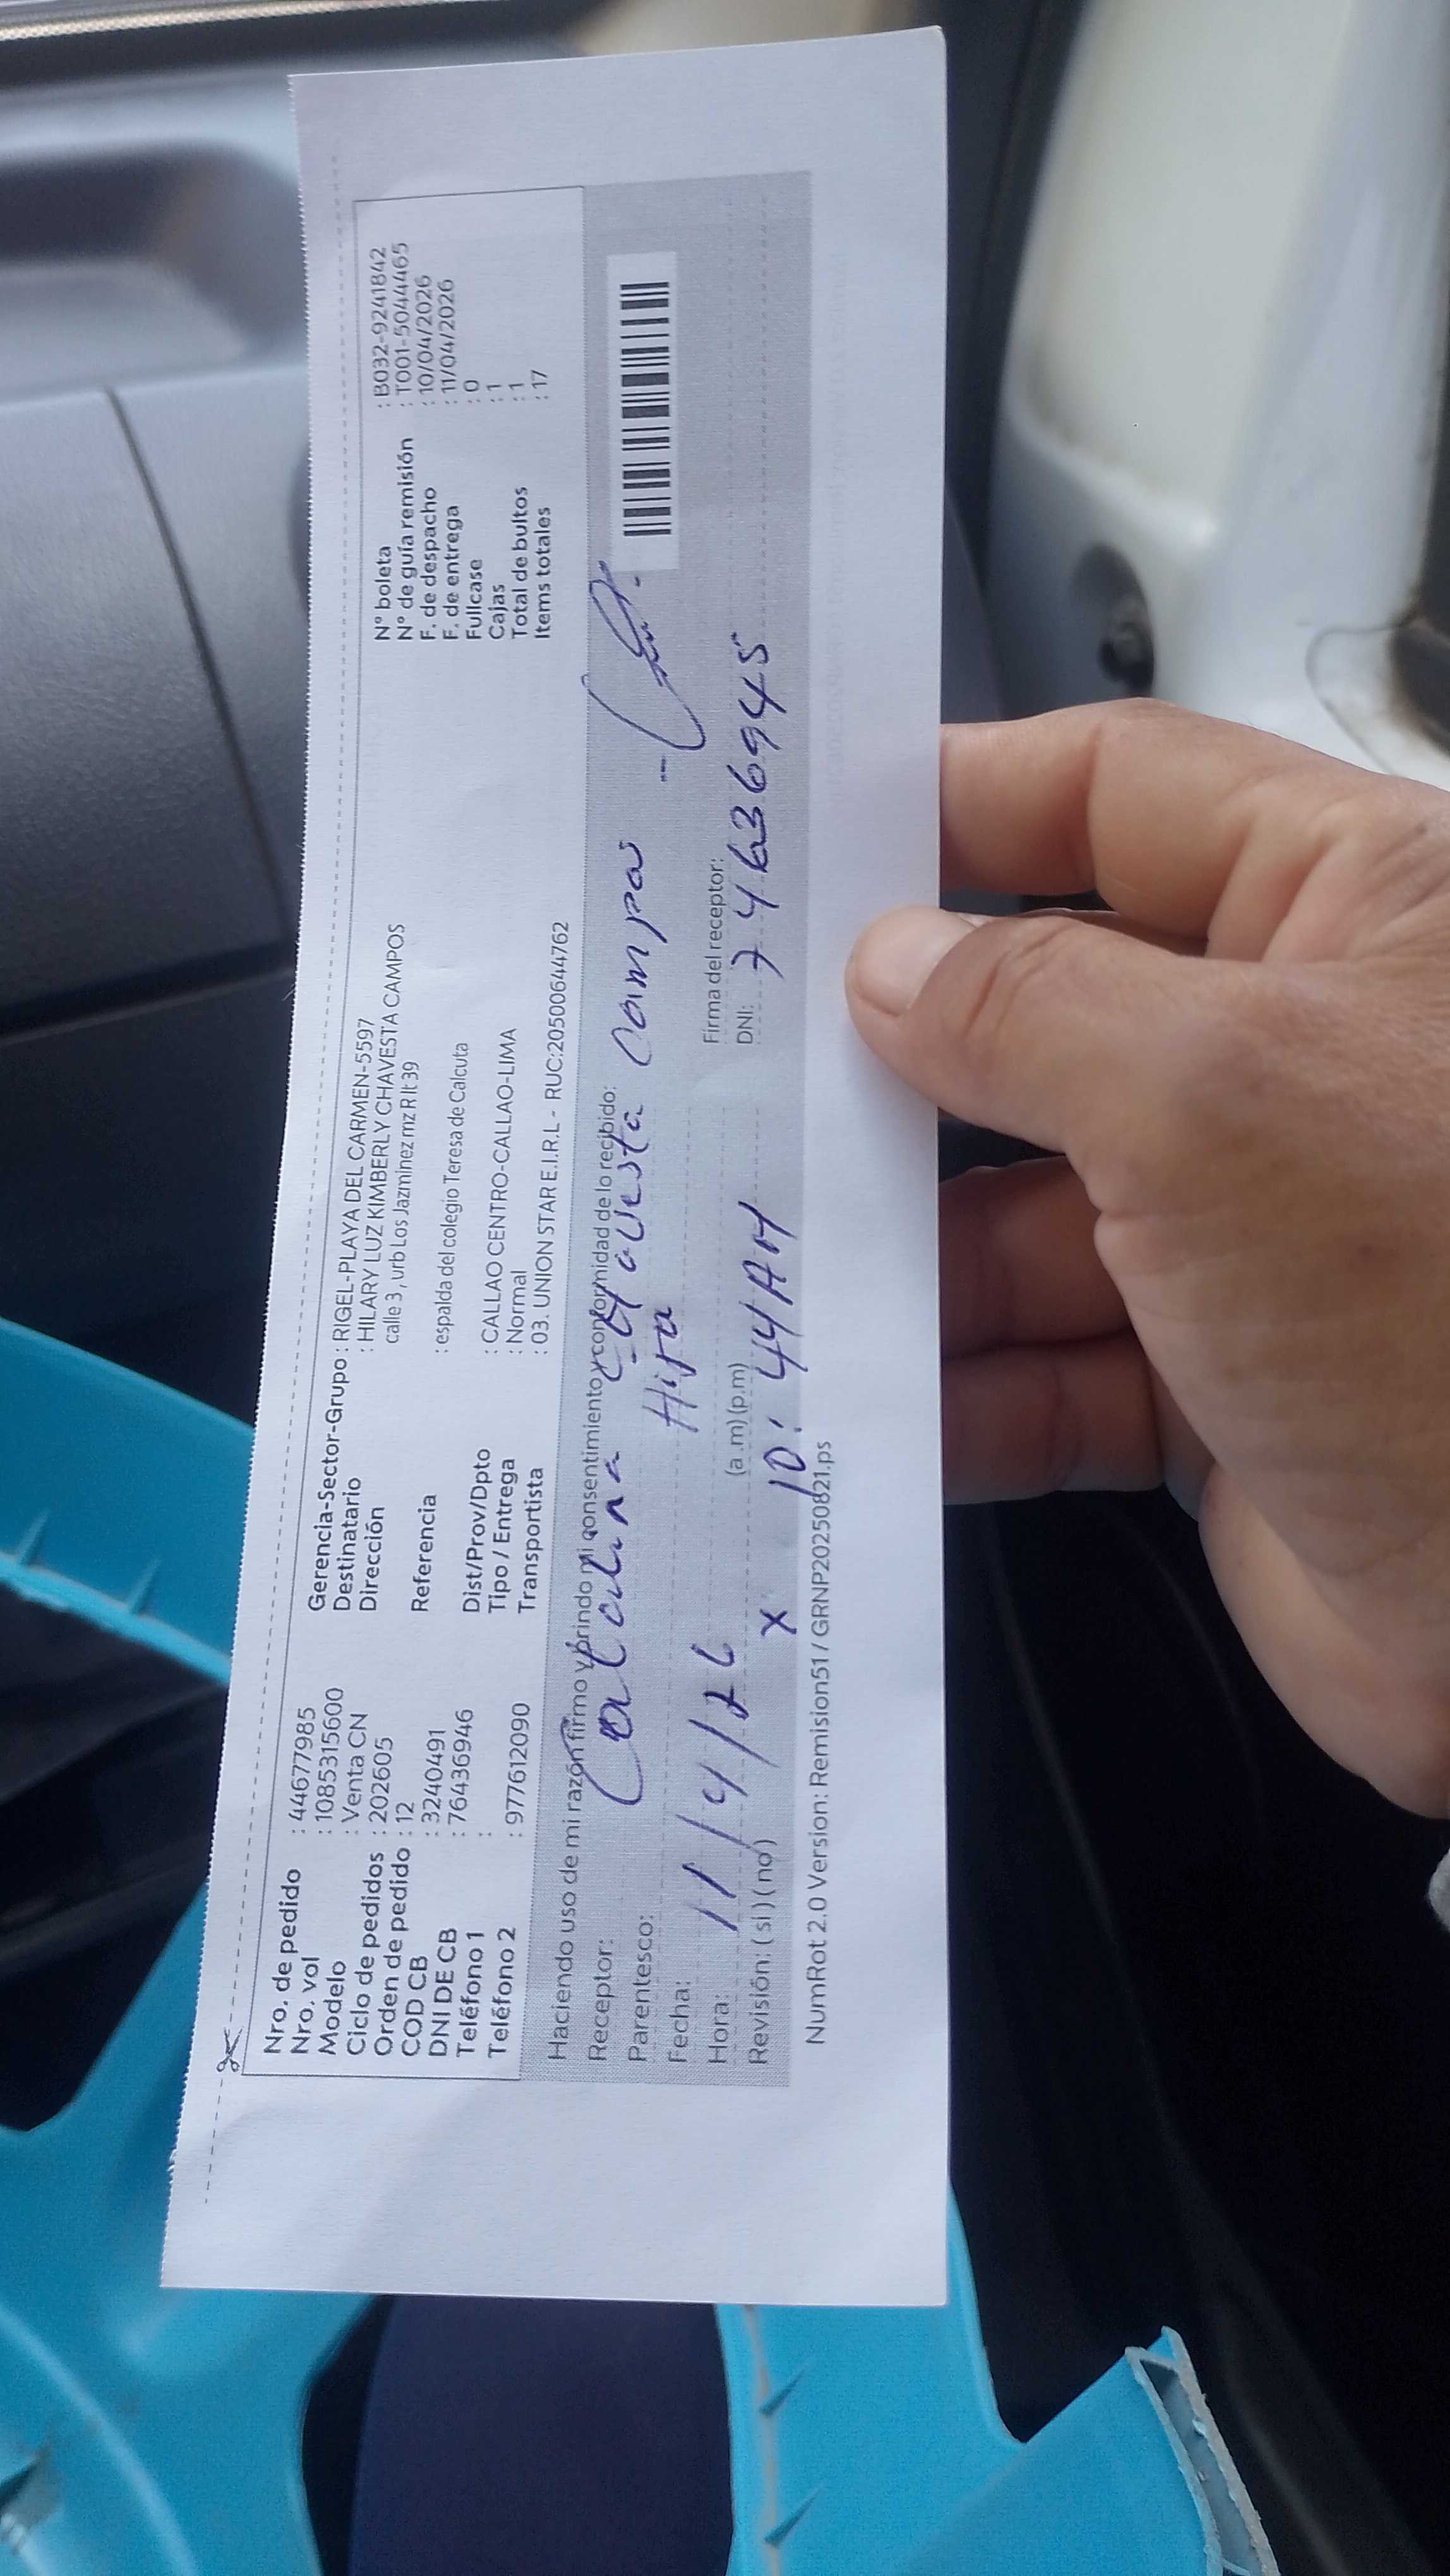 Nro. de pedido : 44677985
Nro. vol : 1085315600
Modelo : Venta CN
Ciclo de pedidos : 202605
Orden de pedido : 12
COD CB : 3240491
DNI DE CB : 76436946
Teléfono 1 :
Teléfono 2 : 977612090
Gerencia-Sector-Grupo : RIGEL-PLAYA DEL CARMEN-5597
Destinatario : HILARY LUZ KIMBERLY CHAVESTA CAMPOS
Dirección calle 3 , urb Los Jazminez mz R lt 39
Referencia : espalda del colegio Teresa de Calcuta
Dist/Prov/Dpto : CALLAO CENTRO-CALLAO-LIMA
Tipo / Entrega : Normal
Transportista : 03. UNION STAR E.I.R.L - RUC:20500644762
N° boleta : B032-9241842
N° de guía remisión : T001-5044465
F. de despacho : 10/04/2026
F. de entrega : 11/04/2026
Fullcase : 0
Cajas : 1
Total de bultos : 1
Items totales : 17
Haciendo uso de mi razón firmo y brindo mi consentimiento y conformidad de lo recibido:
Receptor: Catalina Campos
Parentesco: Hija
Fecha: 11/4/26
Hora: (a.m) (p.m) 10:44 AM
Revisión: (si) (no) X
Firma del receptor:
DNI: 74636945
NumRot 2.0 Version: Remision51 / GRNP20250821.ps